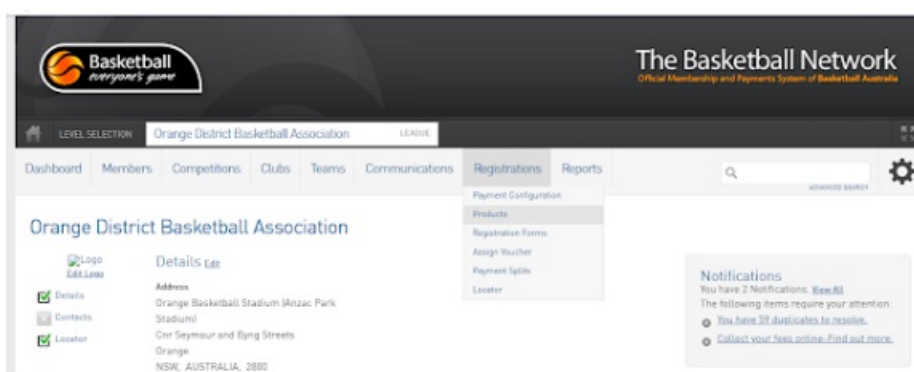 Basketball
everyone's game
The Basketball Network
Official Membership and Payments System of Basketball Australia
LEVEL SELECTION Orange District Basketball Association LEAGUE
Dashboard Members Competitions Clubs Teams Communications Registrations Reports
ADVANCED SEARCH
Payment Configuration
Products
Registration Forms
Assign Voucher
Payment Splits
Locator
Orange District Basketball Association
Logo
Edit Logo
Details
Contacts
Locator
Details Edit
Address
Orange Basketball Stadium (Anzac Park
Stadium)
Cnr Seymour and Byng Streets
Orange
NSW, AUSTRALIA, 2800
Notifications
You have 2 Notifications. View All
The following items require your attention:
You have 59 duplicates to resolve.
Collect your fees online-Find out more.